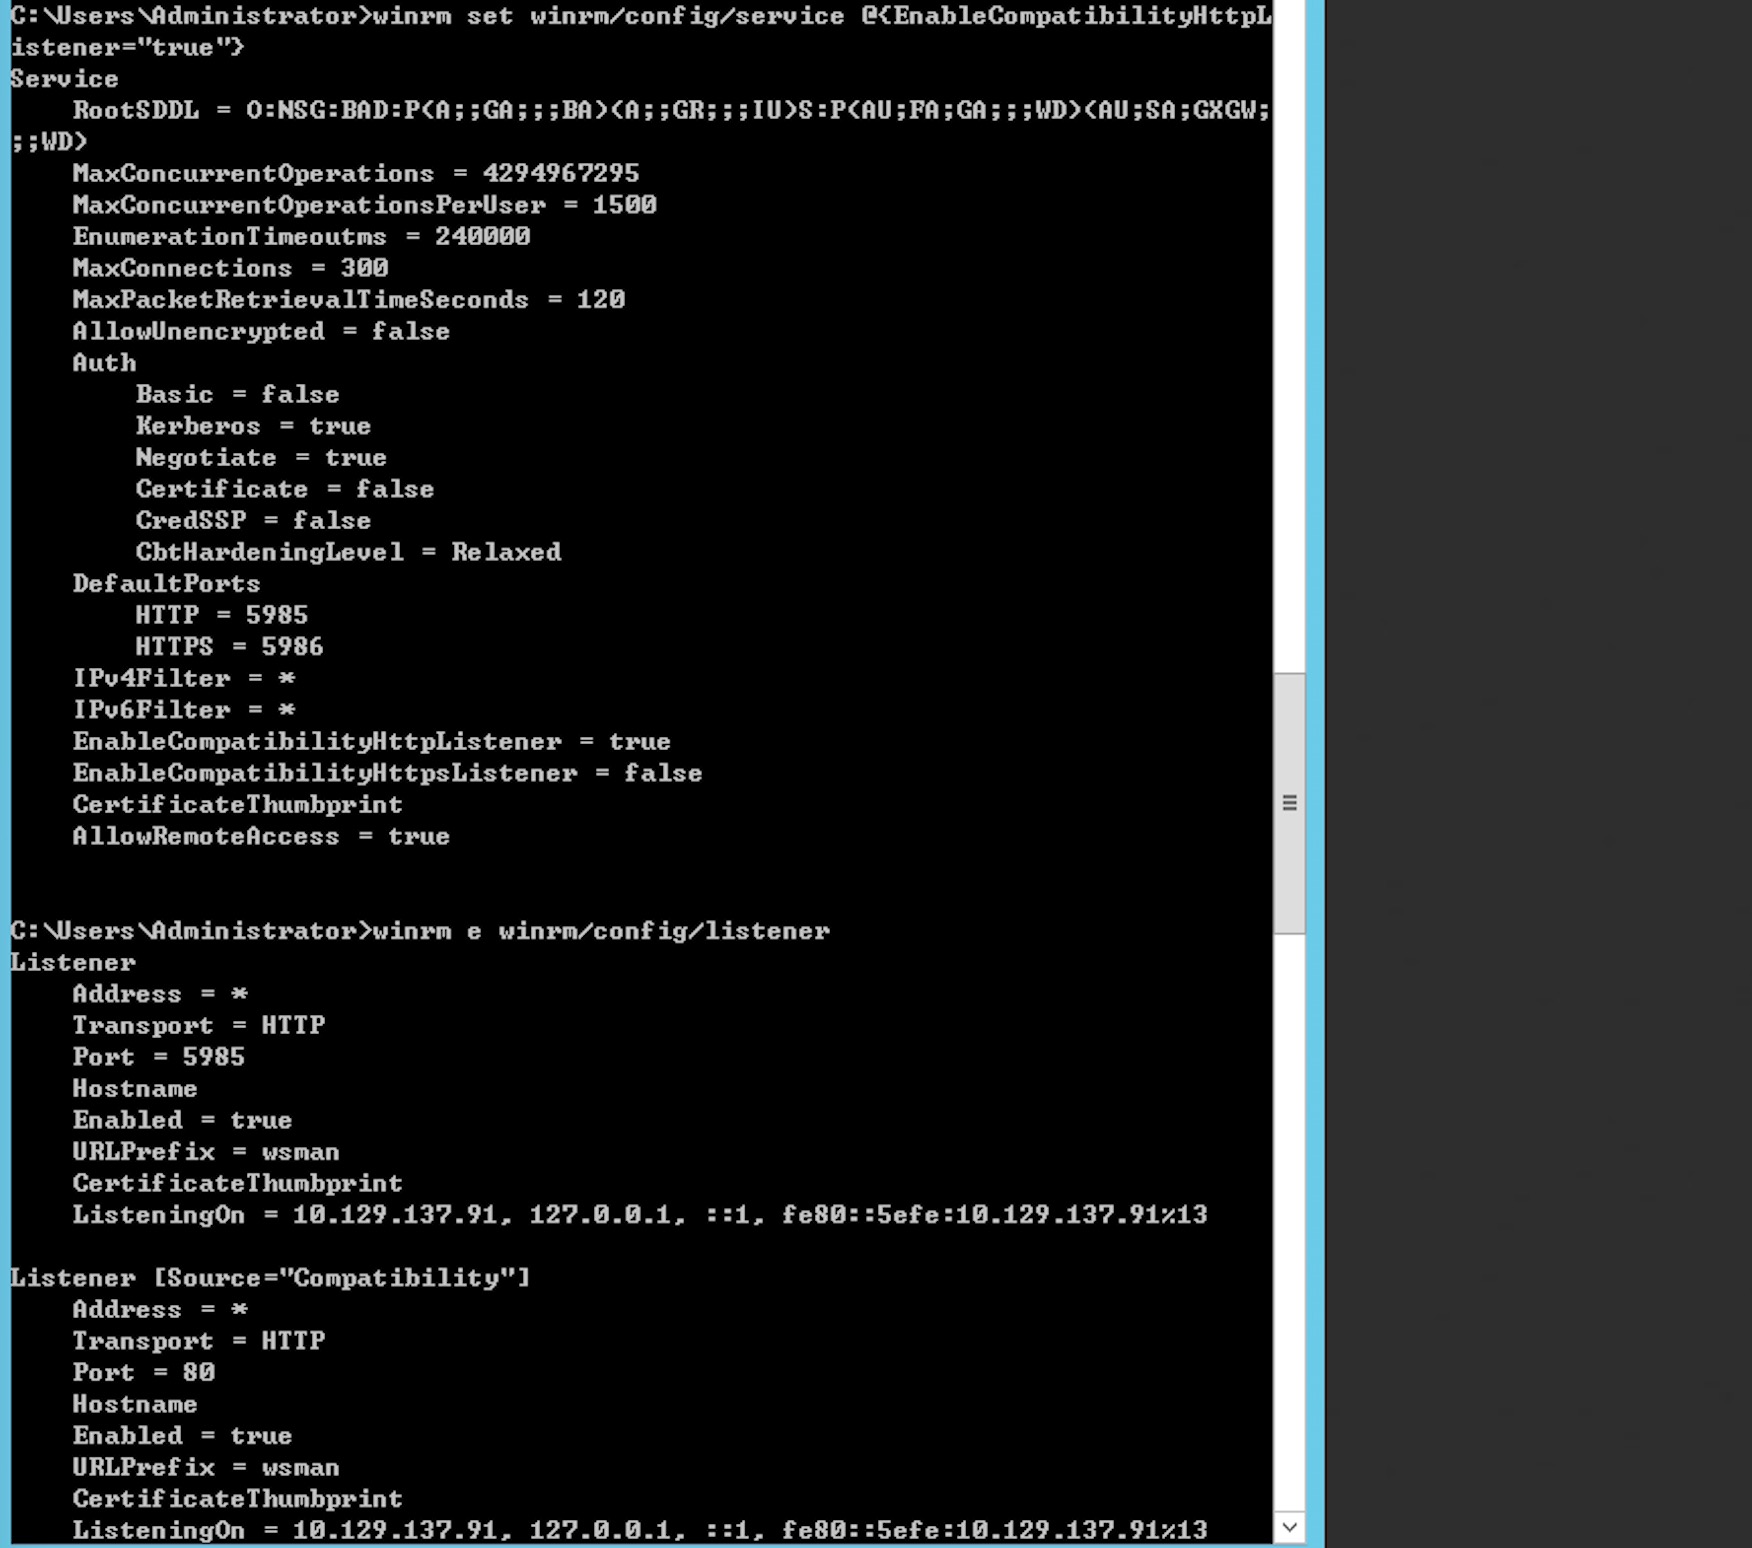 C:\Users\Administrator>winrm set winrm/config/service @{EnableCompatibilityHttpL
istener="true"}
Service
    RootSDDL = O:NSG:BAD:P(A;;GA;;;BA)(A;;GR;;;IU)S:P(AU;FA;GA;;;WD)(AU;SA;GXGW;
;;WD)
    MaxConcurrentOperations = 4294967295
    MaxConcurrentOperationsPerUser = 1500
    EnumerationTimeoutms = 240000
    MaxConnections = 300
    MaxPacketRetrievalTimeSeconds = 120
    AllowUnencrypted = false
    Auth
        Basic = false
        Kerberos = true
        Negotiate = true
        Certificate = false
        CredSSP = false
        CbtHardeningLevel = Relaxed
    DefaultPorts
        HTTP = 5985
        HTTPS = 5986
    IPv4Filter = *
    IPv6Filter = *
    EnableCompatibilityHttpListener = true
    EnableCompatibilityHttpsListener = false
    CertificateThumbprint
    AllowRemoteAccess = true
C:\Users\Administrator>winrm e winrm/config/listener
Listener
    Address = *
    Transport = HTTP
    Port = 5985
    Hostname
    Enabled = true
    URLPrefix = wsman
    CertificateThumbprint
    ListeningOn = 10.129.137.91, 127.0.0.1, ::1, fe80::5efe:10.129.137.91%13
Listener [Source="Compatibility"]
    Address = *
    Transport = HTTP
    Port = 80
    Hostname
    Enabled = true
    URLPrefix = wsman
    CertificateThumbprint
    ListeningOn = 10.129.137.91, 127.0.0.1, ::1, fe80::5efe:10.129.137.91%13